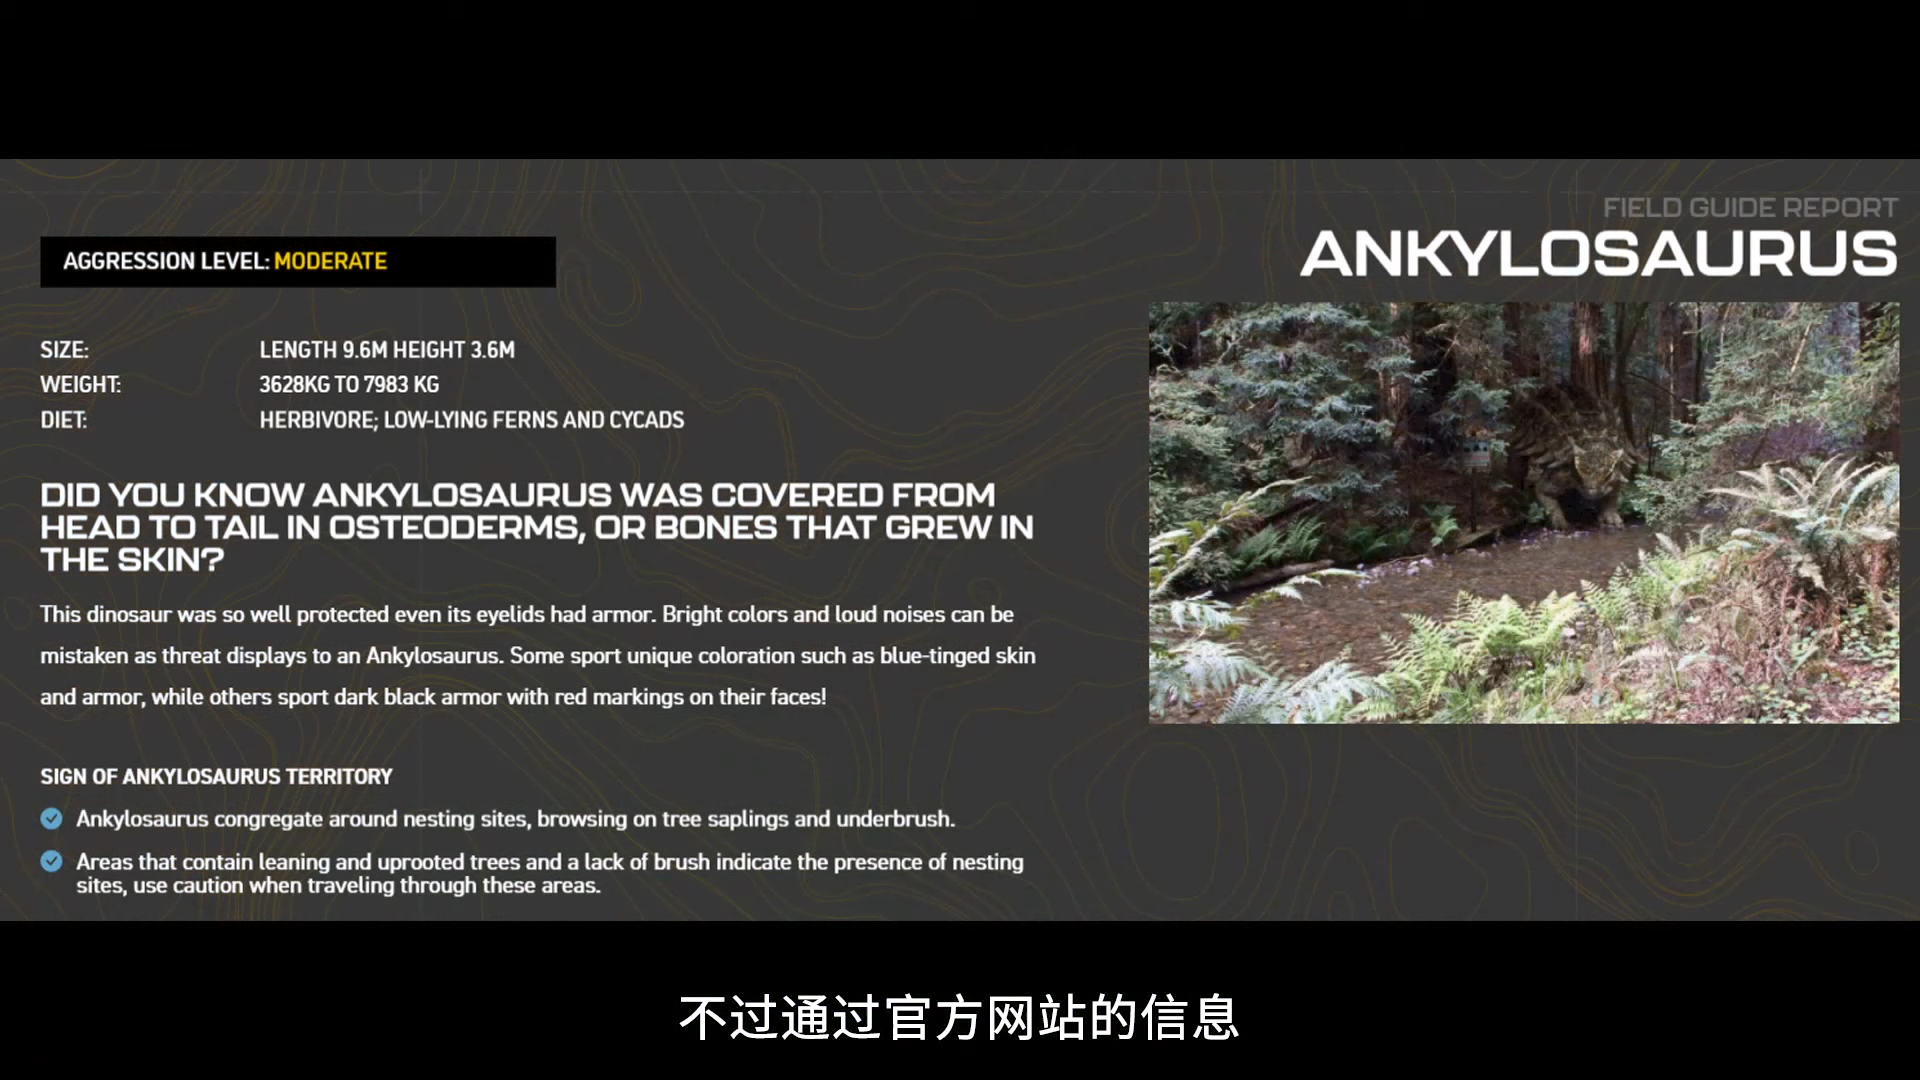 FIELD GUIDE REPORT
ANKYLOSAURUS
AGGRESSION LEVEL: MODERATE
SIZE: LENGTH 9.6M HEIGHT 3.6M
WEIGHT: 3628KG TO 7983 KG
DIET: HERBIVORE; LOW-LYING FERNS AND CYCADS
DID YOU KNOW ANKYLOSAURUS WAS COVERED FROM
HEAD TO TAIL IN OSTEODERMS, OR BONES THAT GREW IN
THE SKIN?
This dinosaur was so well protected even its eyelids had armor. Bright colors and loud noises can be
mistaken as threat displays to an Ankylosaurus. Some sport unique coloration such as blue-tinged skin
and armor, while others sport dark black armor with red markings on their faces!
SIGN OF ANKYLOSAURUS TERRITORY
Ankylosaurus congregate around nesting sites, browsing on tree saplings and underbrush.
Areas that contain leaning and uprooted trees and a lack of brush indicate the presence of nesting
sites, use caution when traveling through these areas.
不过通过官方网站的信息